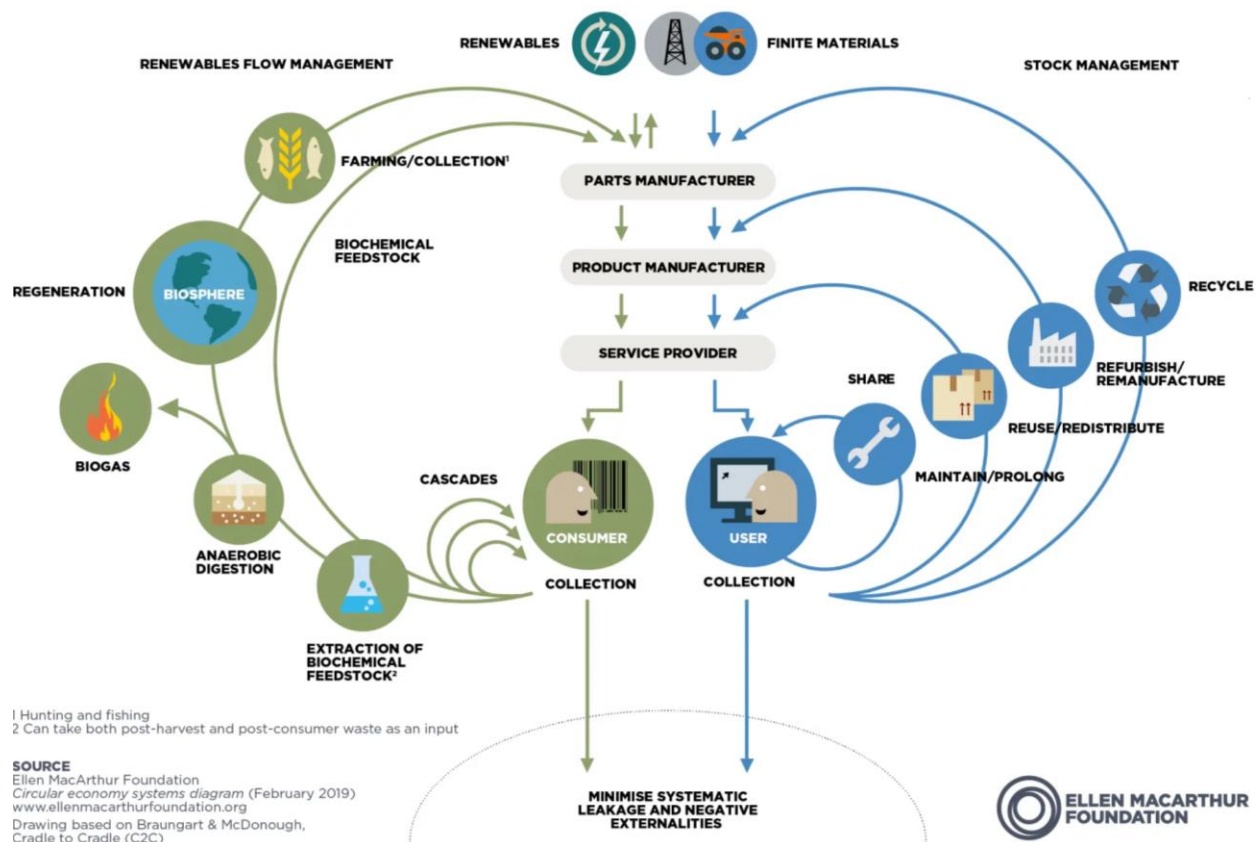 RENEWABLES
FINITE MATERIALS
RENEWABLES FLOW MANAGEMENT
STOCK MANAGEMENT
FARMING/COLLECTION¹
PARTS MANUFACTURER
BIOCHEMICAL
FEEDSTOCK
PRODUCT MANUFACTURER
REGENERATION
BIOSPHERE
RECYCLE
SERVICE PROVIDER
REFURBISH/
REMANUFACTURE
SHARE
REUSE/REDISTRIBUTE
BIOGAS
MAINTAIN/PROLONG
CASCADES
CONSUMER
USER
ANAEROBIC
DIGESTION
COLLECTION
COLLECTION
EXTRACTION OF
BIOCHEMICAL
FEEDSTOCK²
1 Hunting and fishing
2 Can take both post-harvest and post-consumer waste as an input
SOURCE
Ellen MacArthur Foundation
Circular economy systems diagram (February 2019)
www.ellenmacarthurfoundation.org
Drawing based on Braungart & McDonough,
Cradle to Cradle (C2C)
MINIMISE SYSTEMATIC
LEAKAGE AND NEGATIVE
EXTERNALITIES
ELLEN MACARTHUR
FOUNDATION